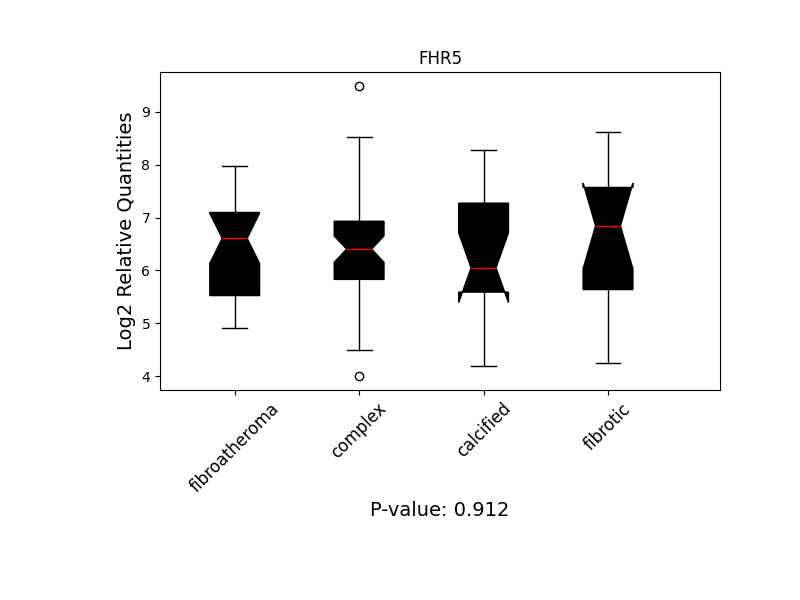 FHR5
Log2 Relative Quantities
9
8
7
6
5
4
fibroatheroma
complex
calcified
fibrotic
P-value: 0.912